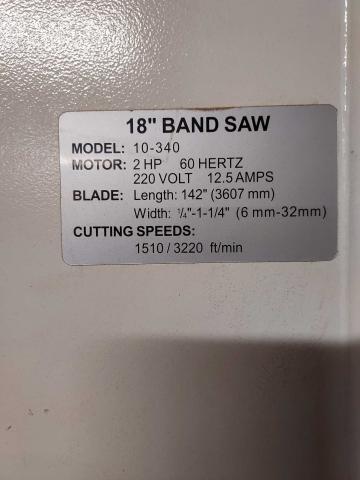 18" BAND SAW
MODEL: 10-340
MOTOR: 2 HP 60 HERTZ
220 VOLT 12.5 AMPS
BLADE: Length: 142" (3607 mm)
Width: ¼"-1-1/4" (6 mm-32mm)
CUTTING SPEEDS:
1510 / 3220 ft/min